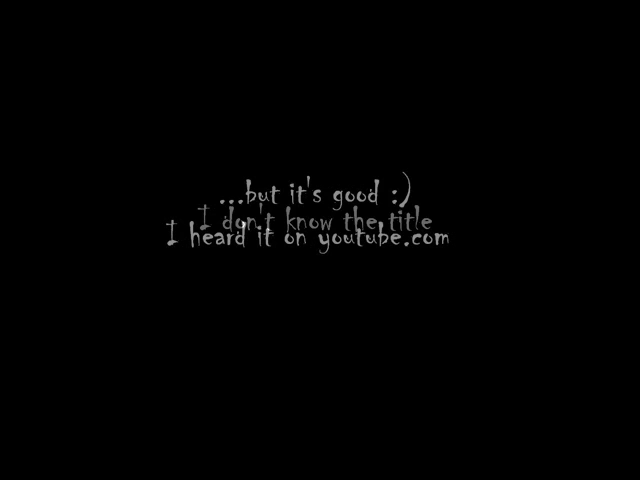 ...but it's good :)
I don't know the title
I heard it on youtube.com